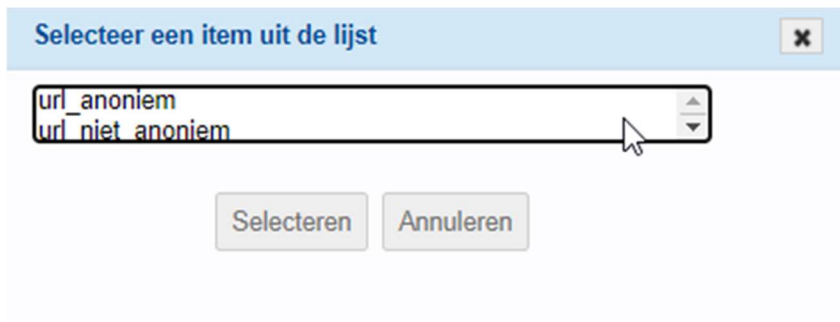 Selecteer een item uit de lijst
url_anoniem
url_niet_anoniem
Selecteren Annuleren